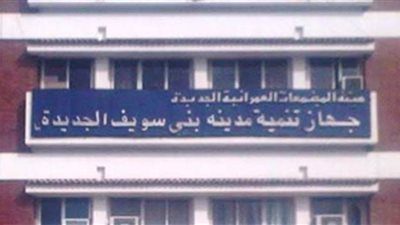 هيئة المجتمعات العمرانية الجديدة
جهاز تنمية مدينه بنى سويف الجديدة